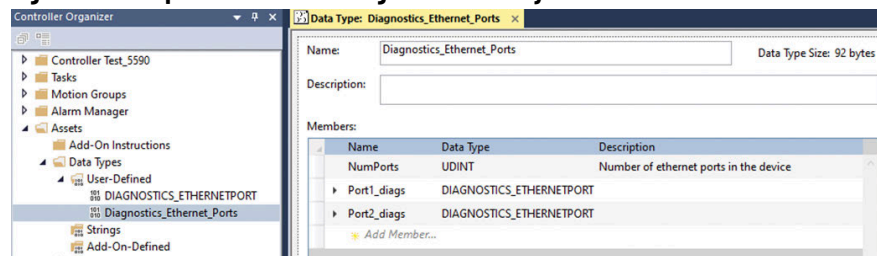 Controller Organizer
Controller Test_5590
Tasks
Motion Groups
Alarm Manager
Assets
Add-On Instructions
Data Types
User-Defined
DIAGNOSTICS_ETHERNETPORT
Diagnostics_Ethernet_Ports
Strings
Add-On-Defined
Data Type: Diagnostics_Ethernet_Ports
Name: Diagnostics_Ethernet_Ports Data Type Size: 92 bytes
Description:
Members:
Name Data Type Description
NumPorts UDINT Number of ethernet ports in the device
Port1_diags DIAGNOSTICS_ETHERNETPORT
Port2_diags DIAGNOSTICS_ETHERNETPORT
Add Member...